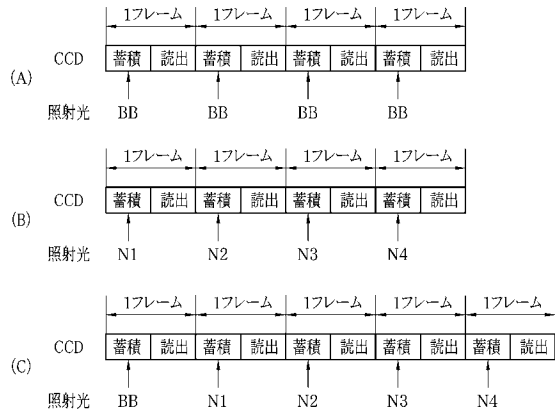 1フレーム 1フレーム 1フレーム 1フレーム
(A) CCD 蓄積 読出 蓄積 読出 蓄積 読出 蓄積 読出
照射光 BB BB BB BB
1フレーム 1フレーム 1フレーム 1フレーム
(B) CCD 蓄積 読出 蓄積 読出 蓄積 読出 蓄積 読出
照射光 N1 N2 N3 N4
1フレーム 1フレーム 1フレーム 1フレーム 1フレーム
(C) CCD 蓄積 読出 蓄積 読出 蓄積 読出 蓄積 読出 蓄積 読出
照射光 BB N1 N2 N3 N4